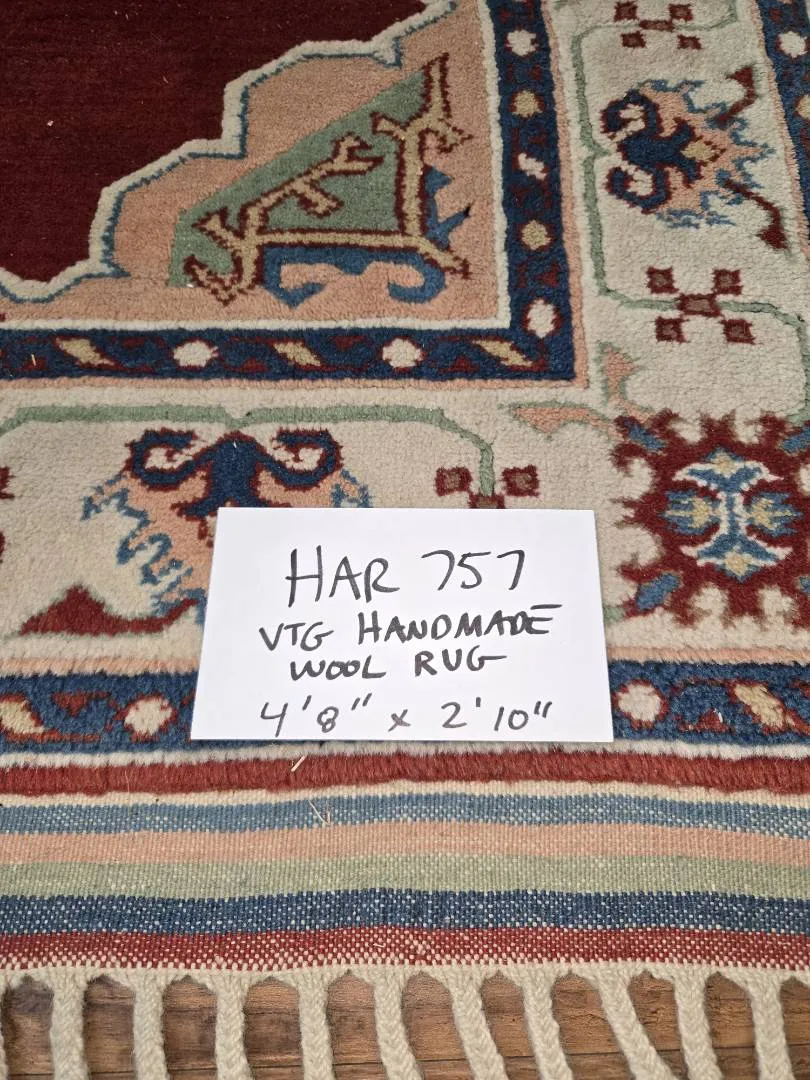 HAR 757
VTG HANDMADE
WOOL RUG
4'8" x 2'10"